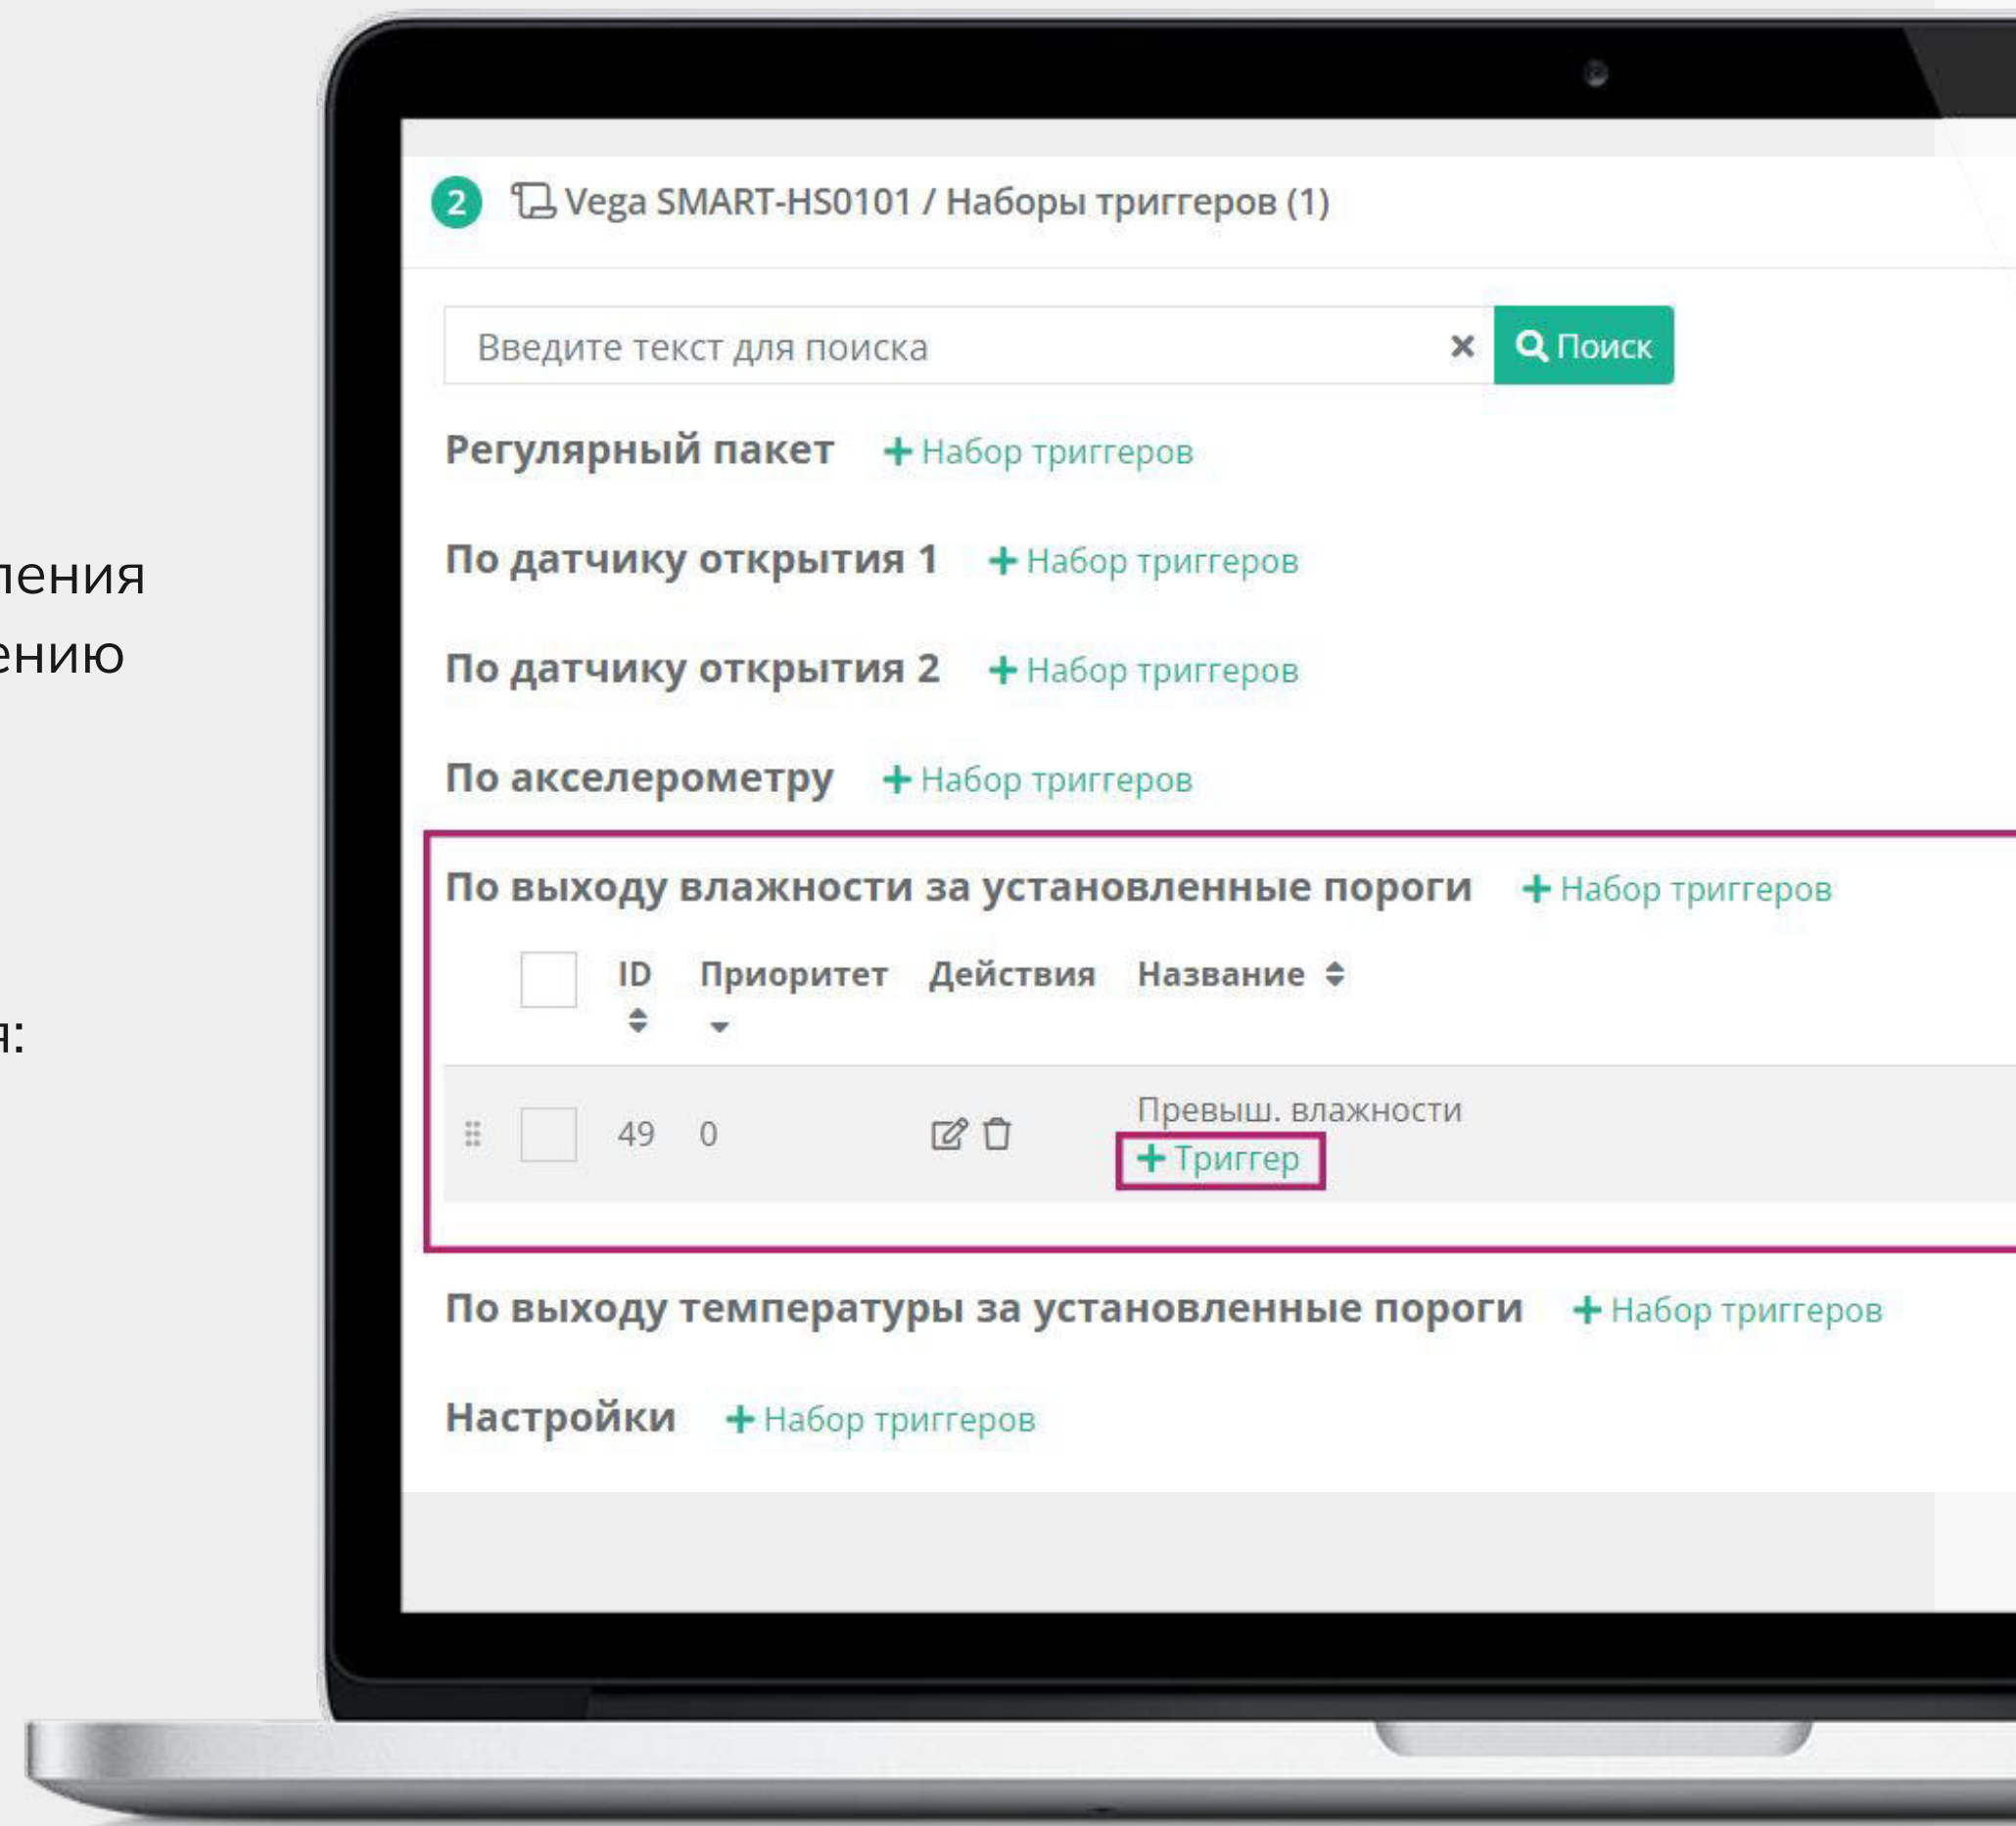 2 Vega SMART-HS0101 / Наборы триггеров (1)
Введите текст для поиска × Поиск
Регулярный пакет + Набор триггеров
По датчику открытия 1 + Набор триггеров
По датчику открытия 2 + Набор триггеров
По акселерометру + Набор триггеров
По выходу влажности за установленные пороги + Набор триггеров
ID Приоритет Действия Название
49 0 Превыш. влажности
+ Триггер
По выходу температуры за установленные пороги + Набор триггеров
Настройки + Набор триггеров